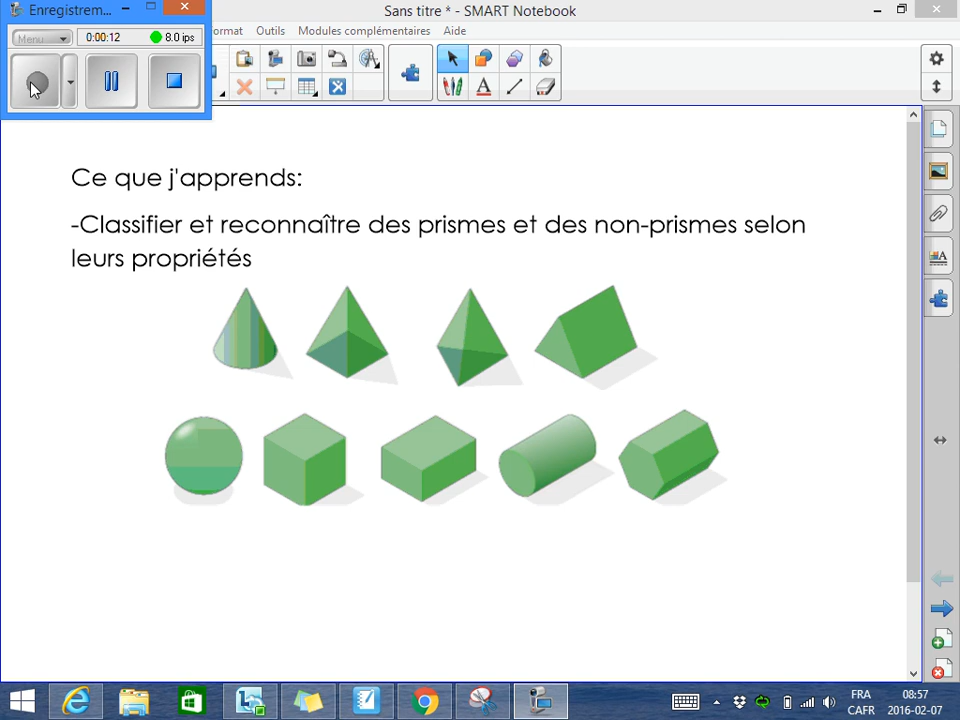 Enregistrem...
Sans titre * - SMART Notebook
Menu
0:00:12
8.0 ips
ormat
Outils
Modules complémentaires
Aide
Ce que j'apprends:
-Classifier et reconnaître des prismes et des non-prismes selon
leurs propriétés
FRA
CAFR
08:57
2016-02-07